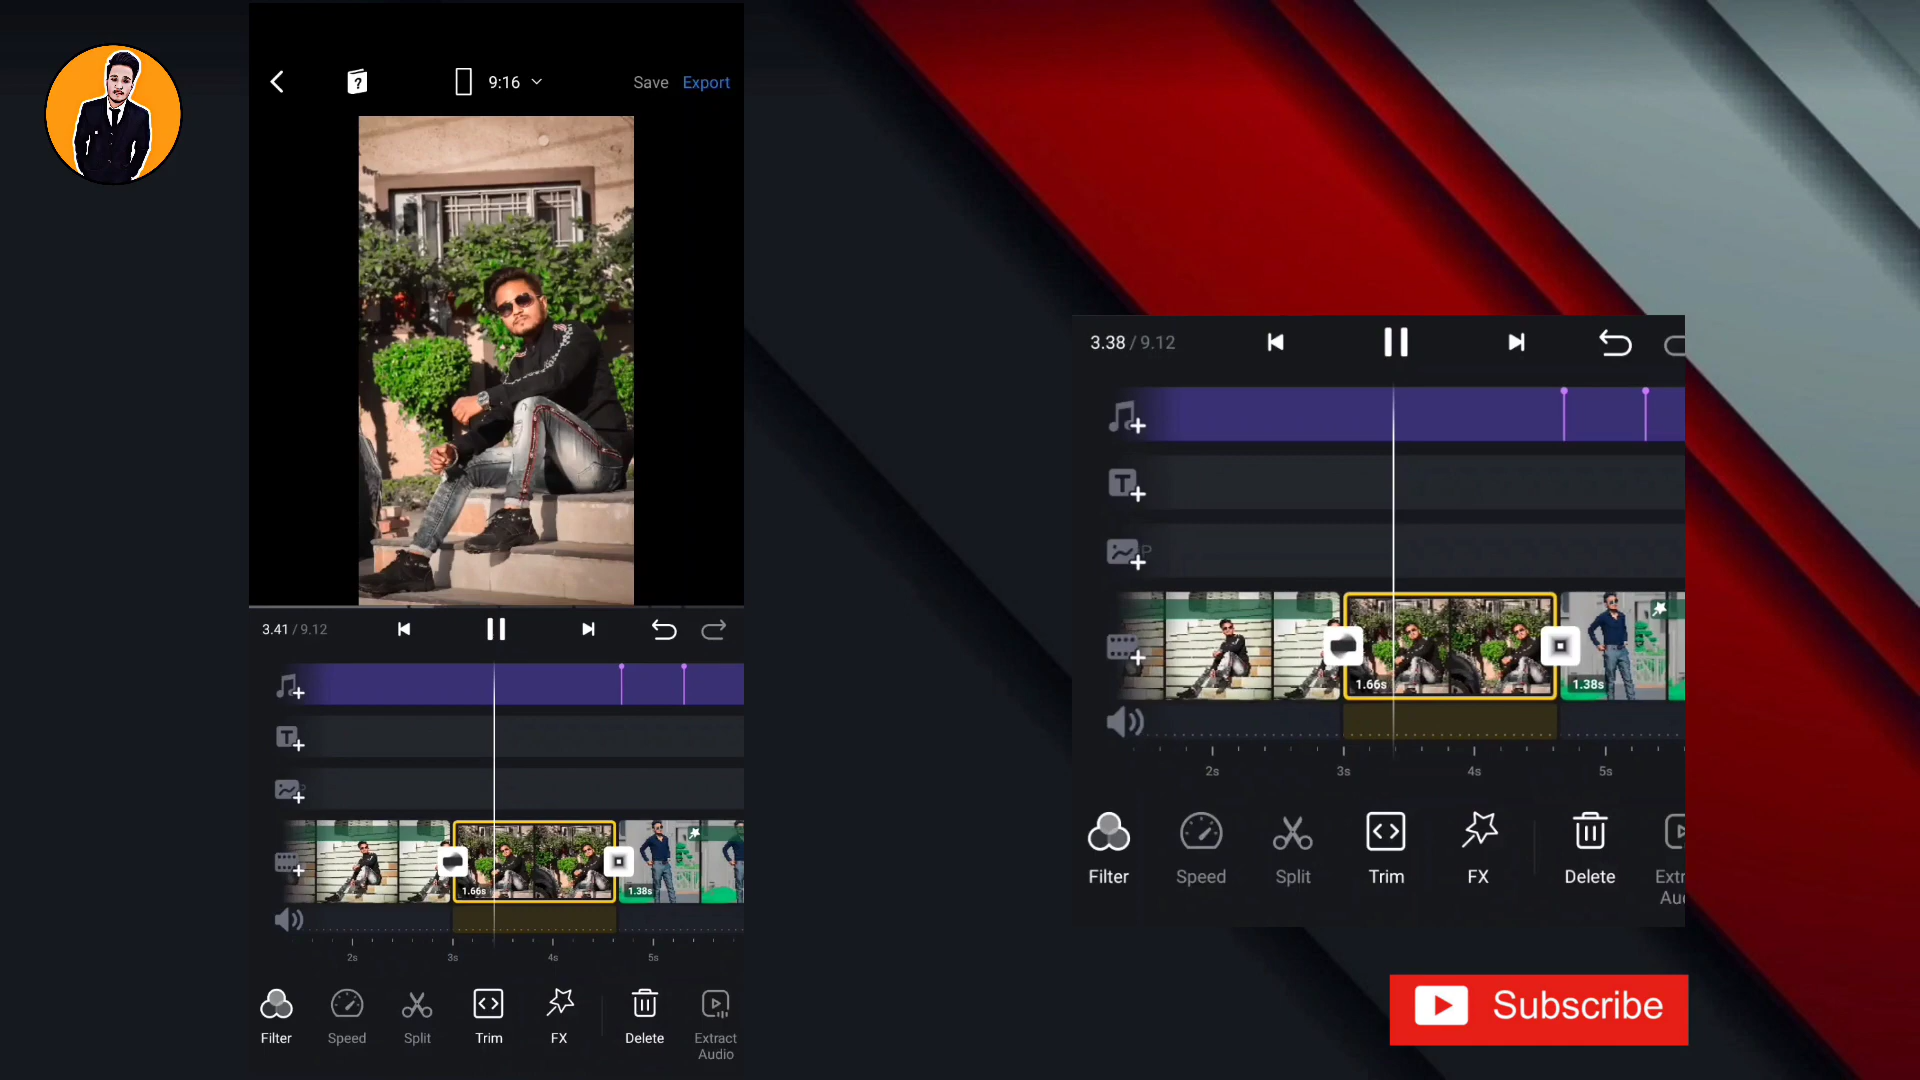 9:16
Save Export
3.41 / 9.12
T
P
1.66s
1.38s
2s 3s 4s 5s
Filter Speed Split Trim FX Delete Extract
Audio
3.38 / 9.12
T
P
1.66s
1.38s
2s 3s 4s 5s
Filter Speed Split Trim FX Delete Extr
Au
Subscribe